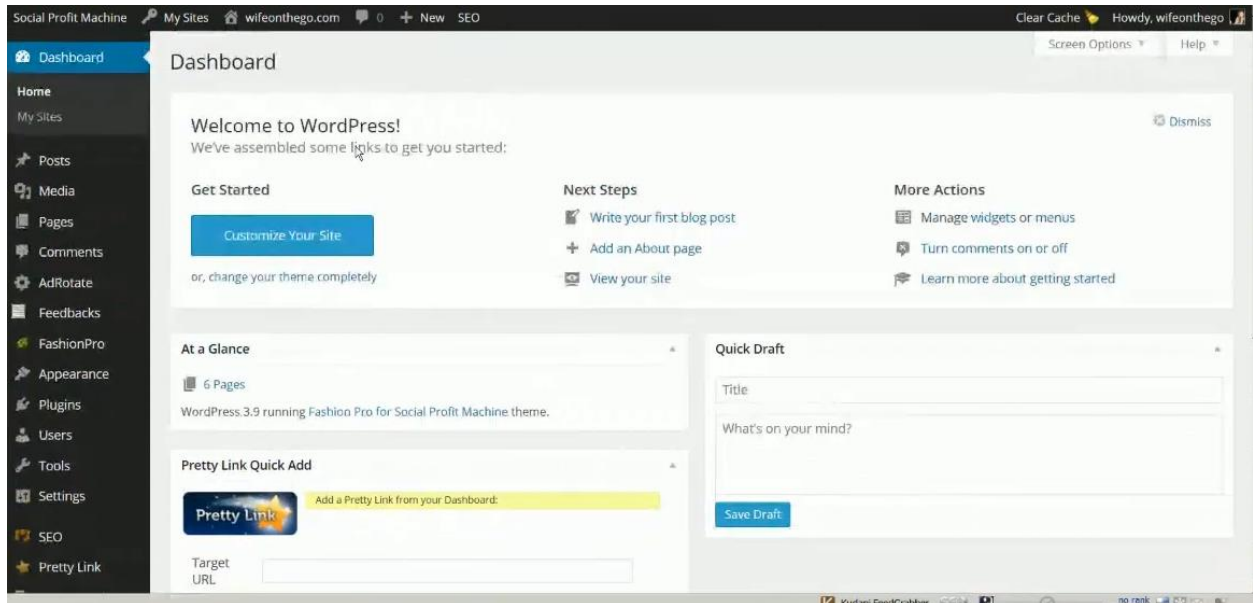 Social Profit Machine My Sites wifeonthego.com 0 + New SEO Clear Cache Howdy, wifeonthego
Screen Options Help
Dashboard
Home
My Sites
Posts
Media
Pages
Comments
AdRotate
Feedbacks
FashionPro
Appearance
Plugins
Users
Tools
Settings
SEO
Pretty Link
Dashboard
Welcome to WordPress!
We've assembled some links to get you started:
Dismiss
Get Started
Customize Your Site
or, change your theme completely
Next Steps
Write your first blog post
Add an About page
View your site
More Actions
Manage widgets or menus
Turn comments on or off
Learn more about getting started
At a Glance
6 Pages
WordPress 3.9 running Fashion Pro for Social Profit Machine theme.
Pretty Link Quick Add
Pretty Link
Add a Pretty Link from your Dashboard:
Target
URL
Quick Draft
Title
What's on your mind?
Save Draft
no rank